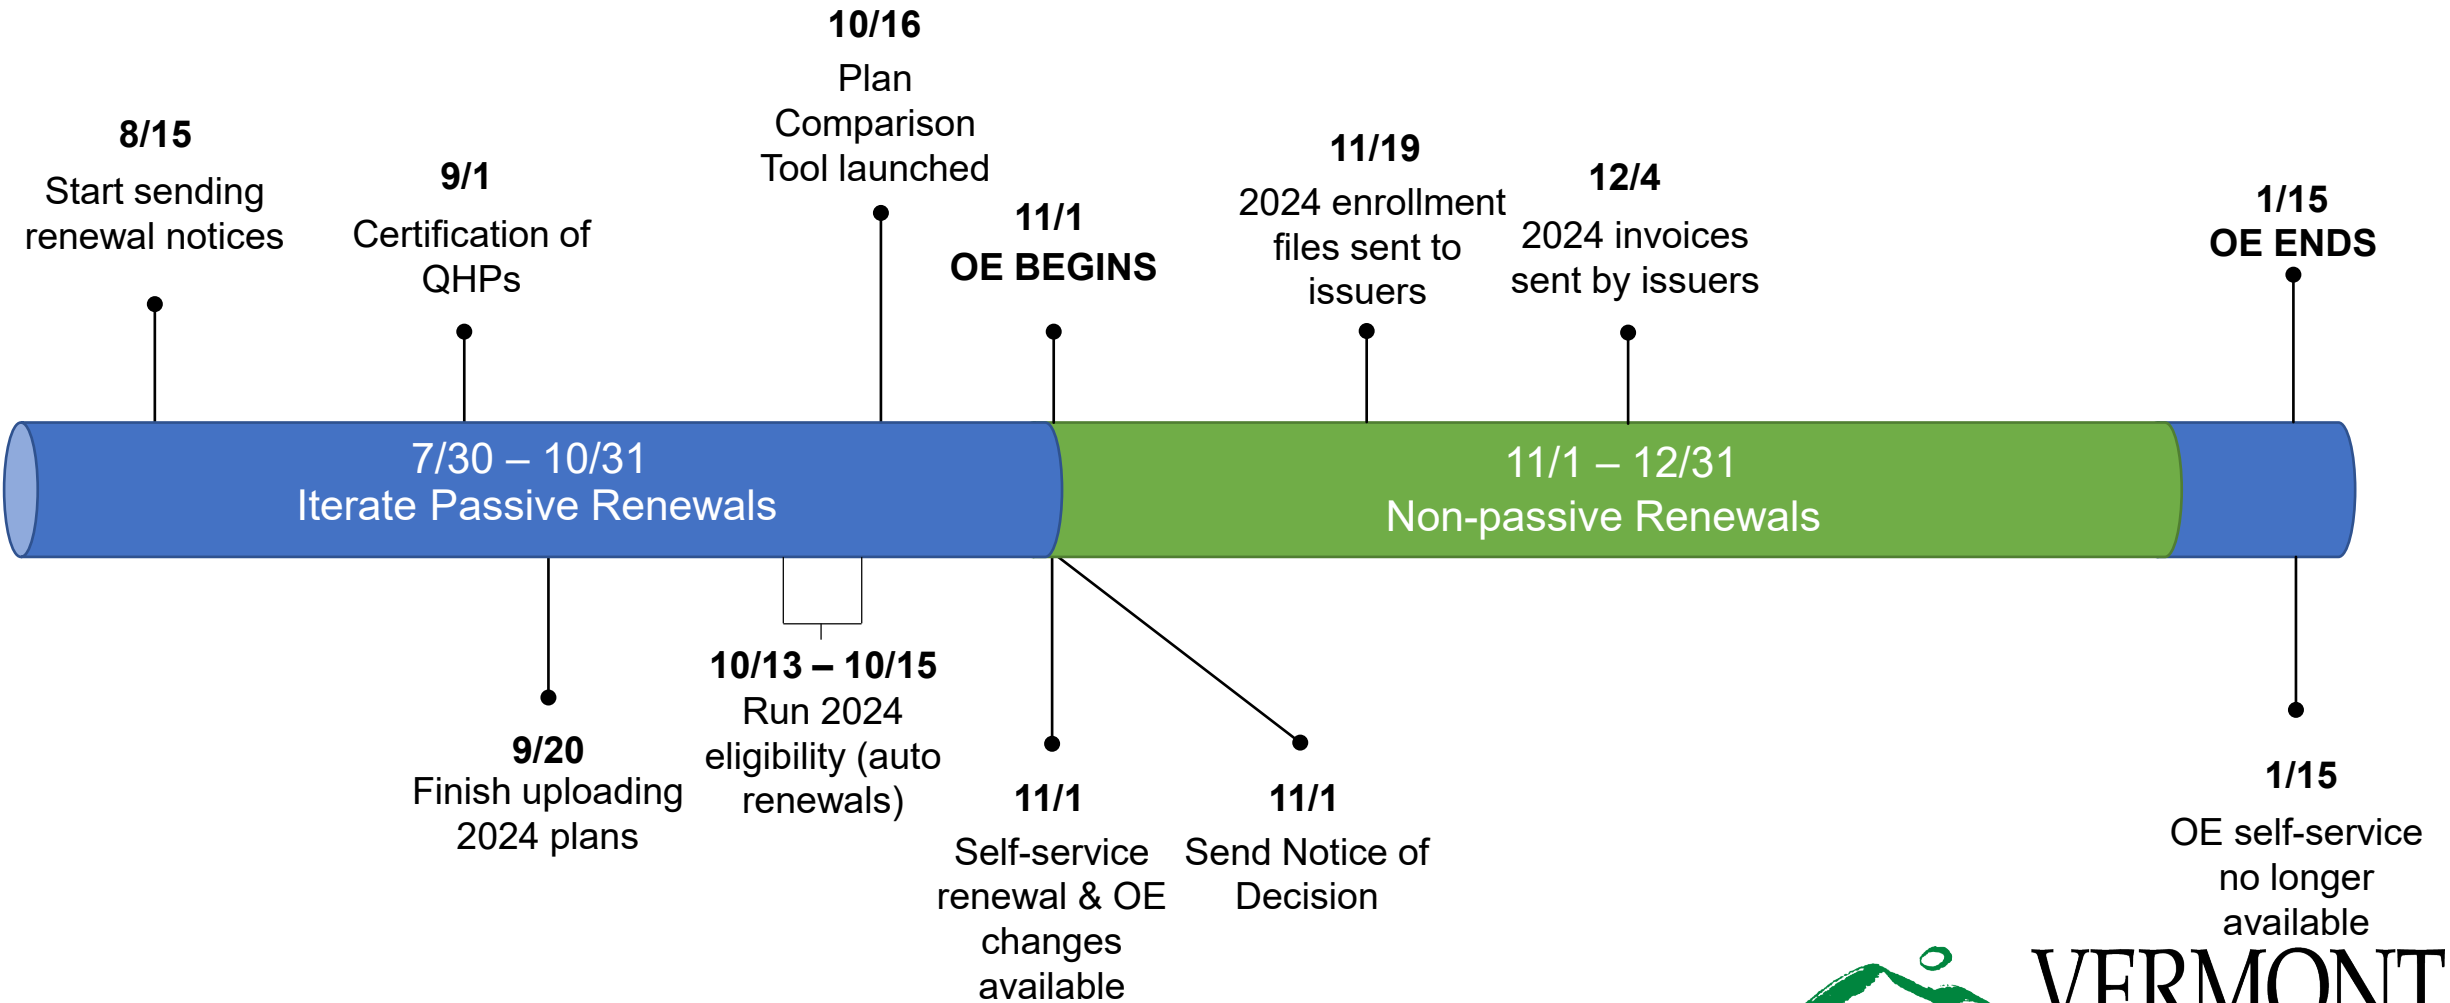 10/16
Plan
Comparison
Tool launched
8/15
Start sending
renewal notices
9/1
Certification of
QHPs
11/1
OE BEGINS
11/19
2024 enrollment
files sent to
issuers
12/4
2024 invoices
sent by issuers
1/15
OE ENDS
7/30 – 10/31
Iterate Passive Renewals
11/1 – 12/31
Non-passive Renewals
9/20
Finish uploading
2024 plans
10/13 – 10/15
Run 2024
eligibility (auto
renewals)
11/1
Self-service
renewal & OE
changes
available
11/1
Send Notice of
Decision
1/15
OE self-service
no longer
available
VERMONT